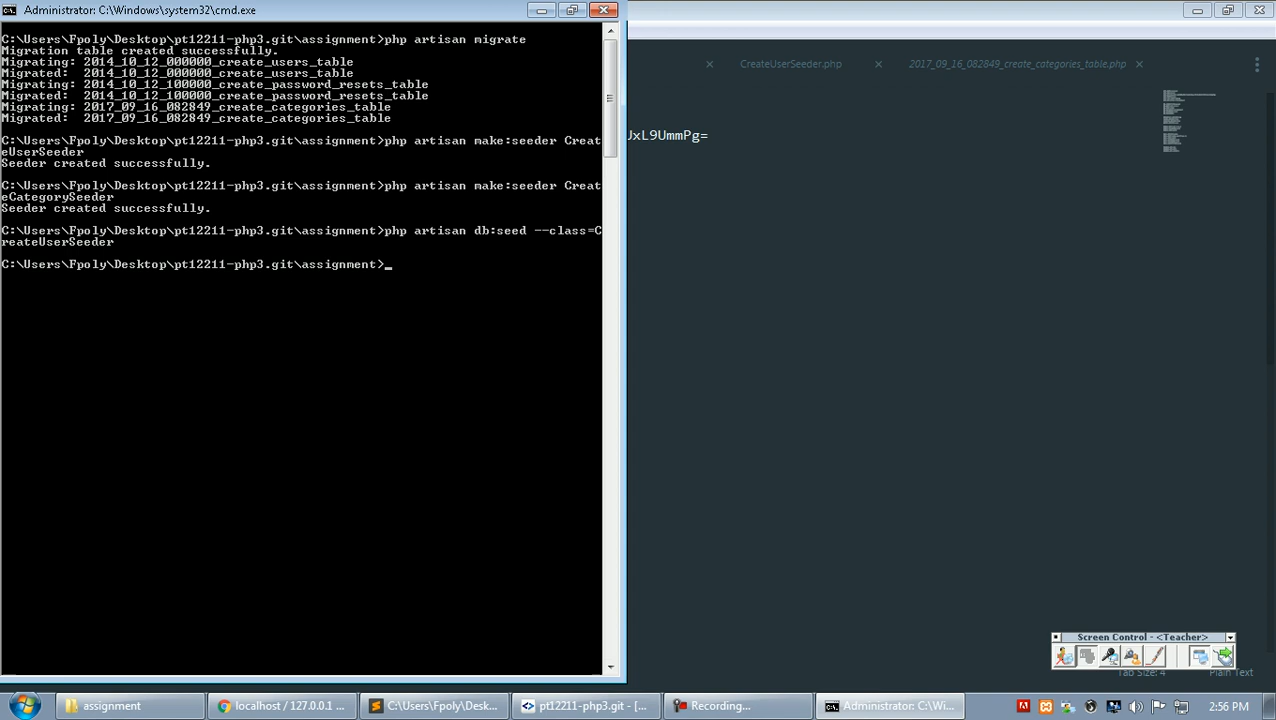 Administrator: C:\Windows\system32\cmd.exe
C:\Users\Fpoly\Desktop\pt12211-php3.git\assignment>php artisan migrate
Migration table created successfully.
Migrating: 2014_10_12_000000_create_users_table
Migrated:  2014_10_12_000000_create_users_table
Migrating: 2014_10_12_100000_create_password_resets_table
Migrated:  2014_10_12_100000_create_password_resets_table
Migrating: 2017_09_16_082849_create_categories_table
Migrated:  2017_09_16_082849_create_categories_table
C:\Users\Fpoly\Desktop\pt12211-php3.git\assignment>php artisan make:seeder Creat
eUserSeeder
Seeder created successfully.
C:\Users\Fpoly\Desktop\pt12211-php3.git\assignment>php artisan make:seeder Creat
eCategorySeeder
Seeder created successfully.
C:\Users\Fpoly\Desktop\pt12211-php3.git\assignment>php artisan db:seed --class=C
reateUserSeeder
C:\Users\Fpoly\Desktop\pt12211-php3.git\assignment>
CreateUserSeeder.php
2017_09_16_082849_create_categories_table.php
JxL9UmmPg=
Screen Control - <Teacher>
Tab Size: 4
Plain Text
assignment
localhost / 127.0.0.1 ...
C:\Users\Fpoly\Desk...
pt12211-php3.git - [...
Recording...
Administrator: C:\Wi...
2:56 PM